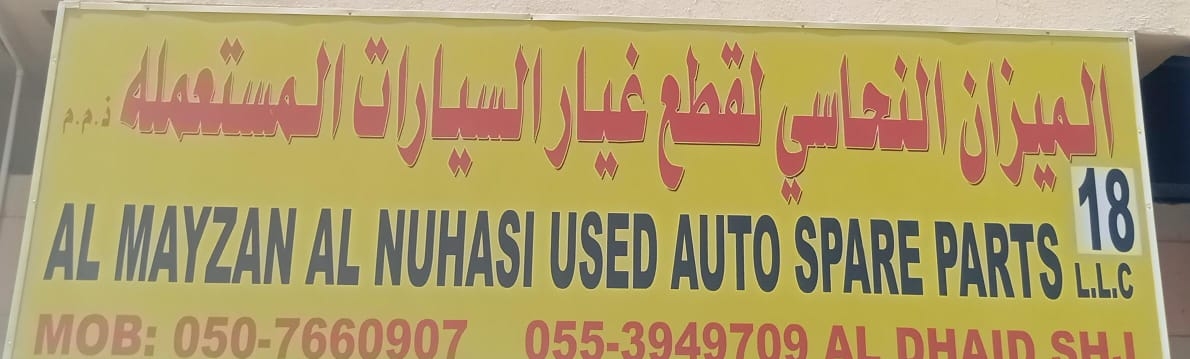 الميزان النحاسي لقطع غيار السيارات المستعمله ذ.م.م
18
AL MAYZAN AL NUHASI USED AUTO SPARE PARTS L.L.C
MOB: 050-7660907 055-3949709 AL DHAID SHJ